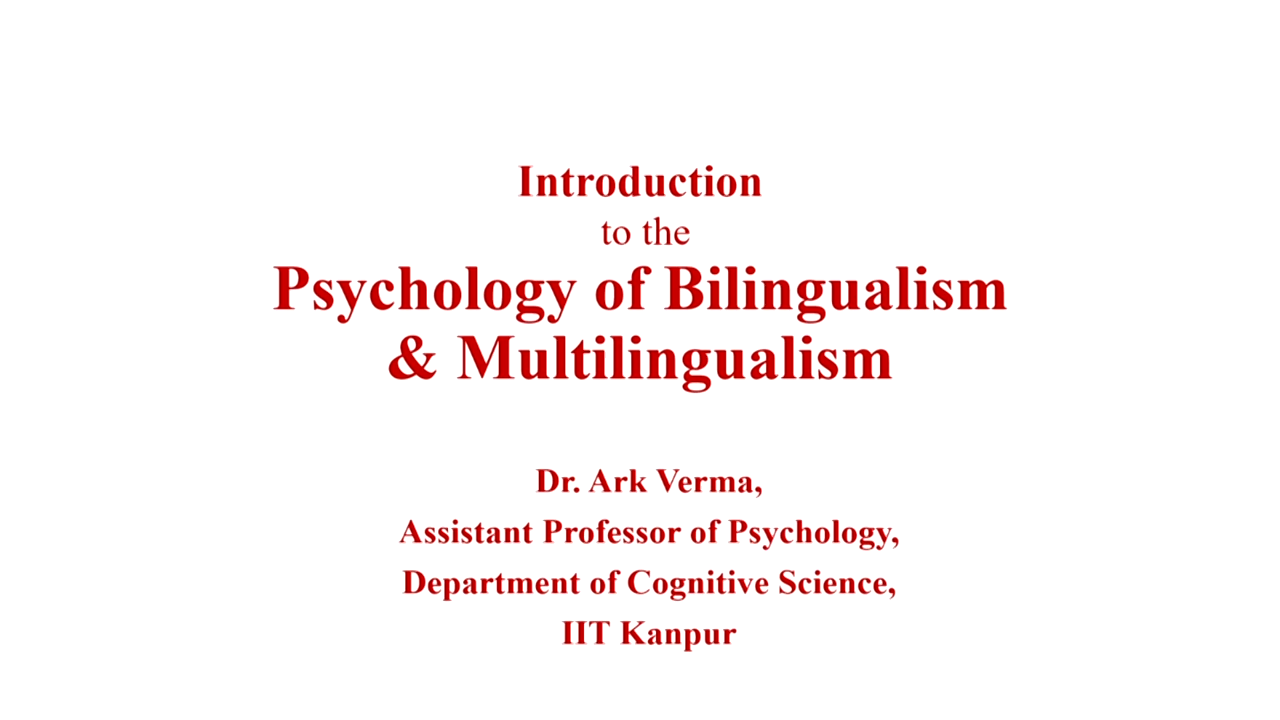 Introduction
to the
Psychology of Bilingualism
& Multilingualism
Dr. Ark Verma,
Assistant Professor of Psychology,
Department of Cognitive Science,
IIT Kanpur